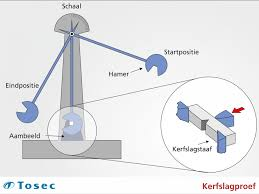 Schaal
Startpositie
Hamer
Eindpositie
Aambeeld
Kerfslagstaaf
Tosec
Kerfslagproef